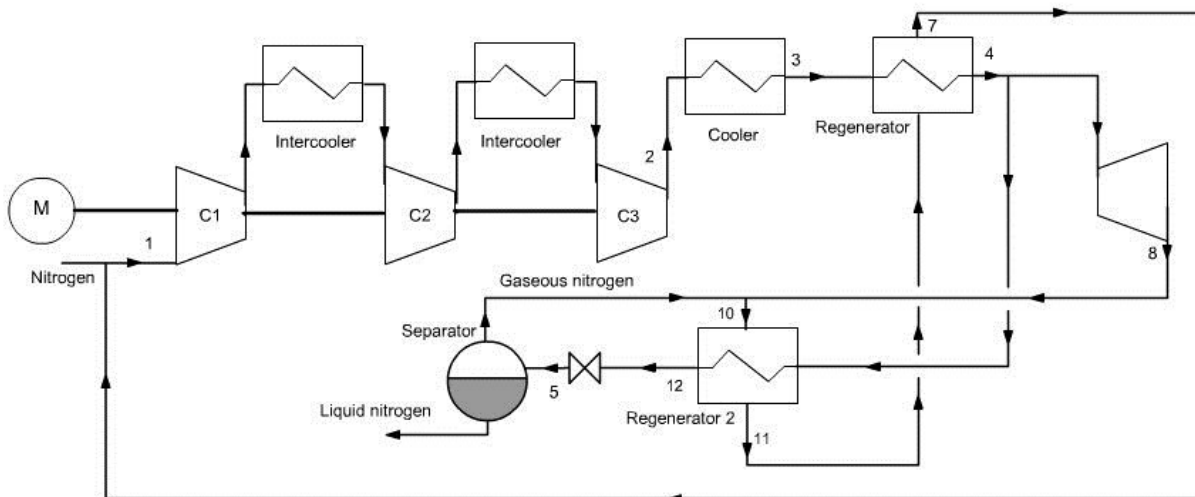 7
3
4
Intercooler
Intercooler
Cooler
Regenerator
2
M
C1
C2
C3
1
8
Nitrogen
Gaseous nitrogen
10
Separator
5
12
Liquid nitrogen
Regenerator 2
11